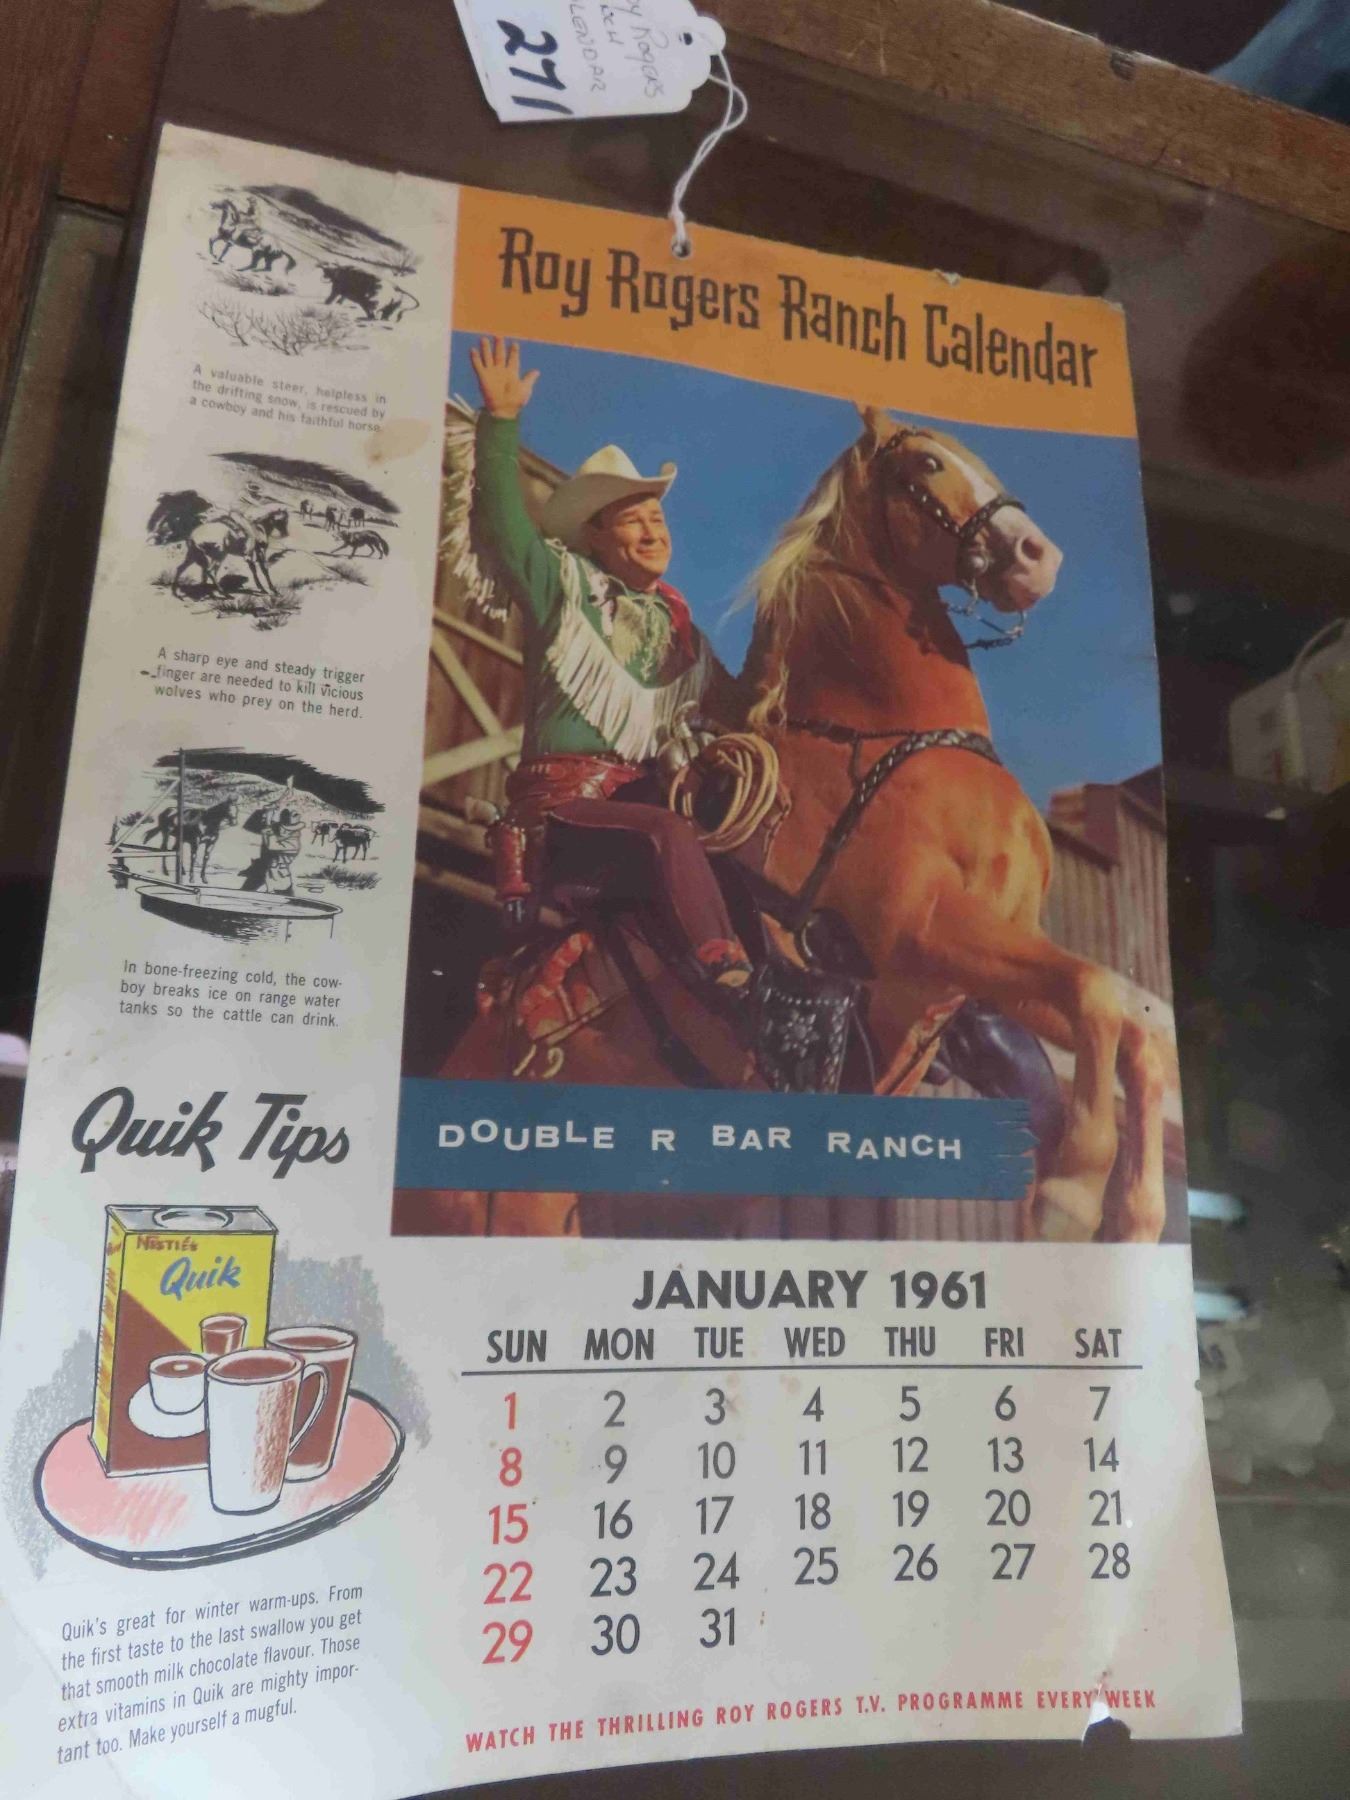 Roy Rogers
LENDAR
271
Roy Rogers Ranch Calendar
A valuable steer, helpless in
the drifting snow, is rescued by
a cowboy and his faithful horse.
A sharp eye and steady trigger
finger are needed to kill vicious
wolves who prey on the herd.
In bone-freezing cold, the cow-
boy breaks ice on range water
tanks so the cattle can drink.
Quik Tips
NESTLÉ'S
Quik
Quik's great for winter warm-ups. From
the first taste to the last swallow you get
that smooth milk chocolate flavour. Those
extra vitamins in Quik are mighty impor-
tant too. Make yourself a mugful.
DOUBLE R BAR RANCH
JANUARY 1961
SUN MON TUE WED THU FRI SAT
1 2 3 4 5 6 7
8 9 10 11 12 13 14
15 16 17 18 19 20 21
22 23 24 25 26 27 28
29 30 31
WATCH THE THRILLING ROY ROGERS T.V. PROGRAMME EVERY WEEK